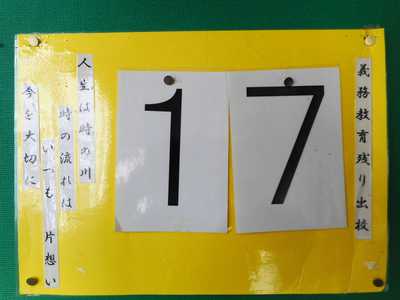 義務教育残り出校
17
人生は時の川
時の流れは
いつも片想い
今を大切に